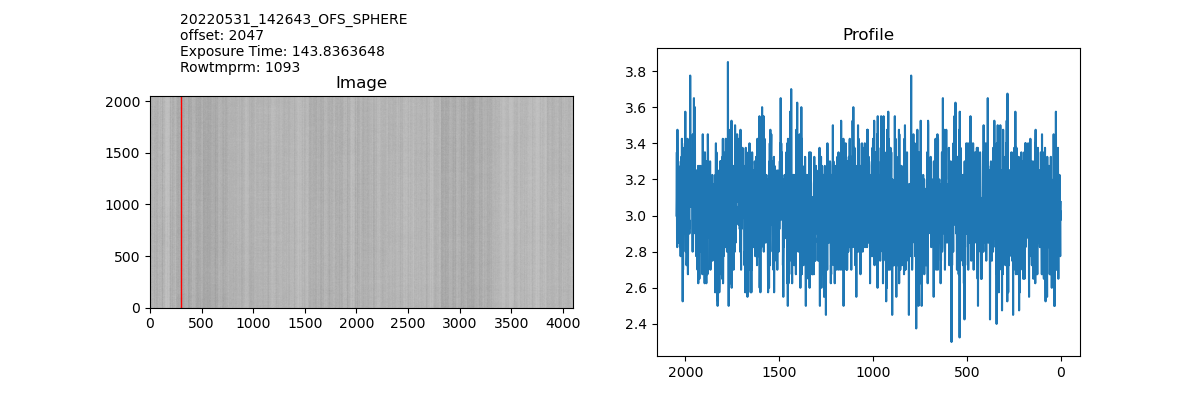 20220531_142643_OFS_SPHERE
offset: 2047
Exposure Time: 143.8363648
Rowtmprm: 1093
Image
2000
1500
1000
500
0
0 500 1000 1500 2000 2500 3000 3500 4000
Profile
3.8
3.6
3.4
3.2
3.0
2.8
2.6
2.4
2000 1500 1000 500 0